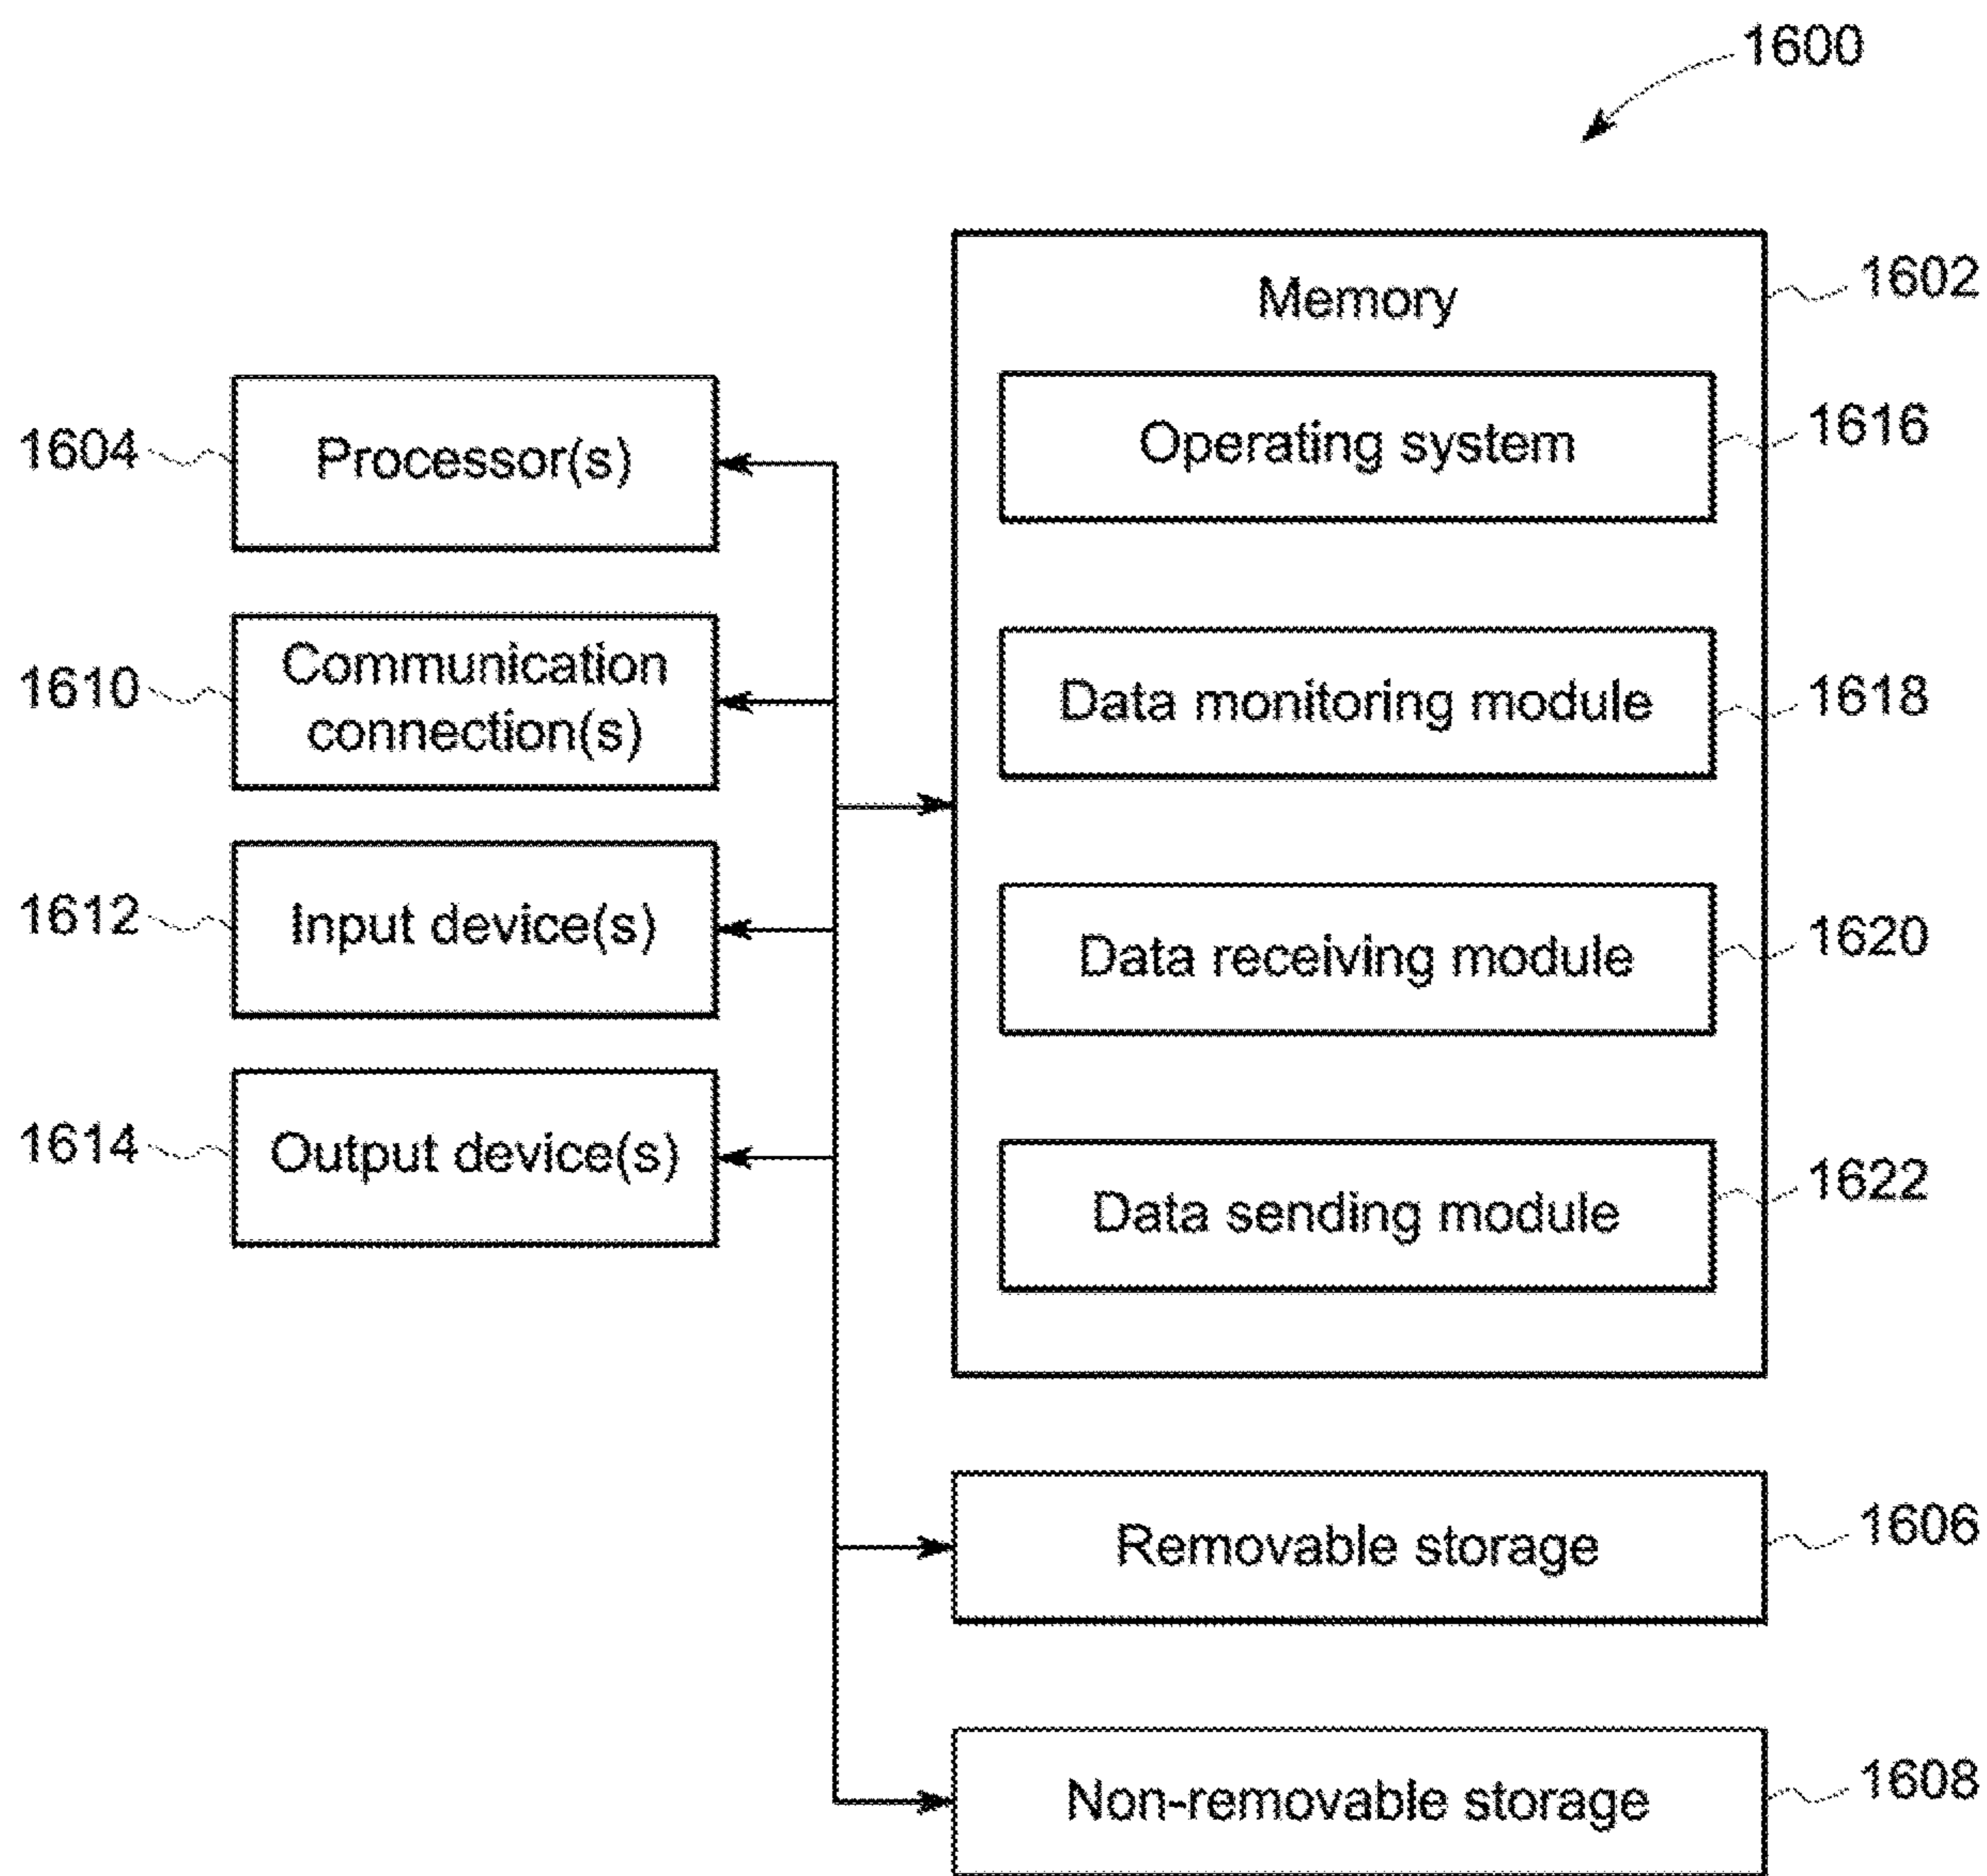 1600
Memory
1602
Operating system
1616
1604
Processor(s)
Data monitoring module
1618
1610
Communication
connection(s)
Data receiving module
1620
1612
Input device(s)
Data sending module
1622
1614
Output device(s)
Removable storage
1606
Non-removable storage
1608